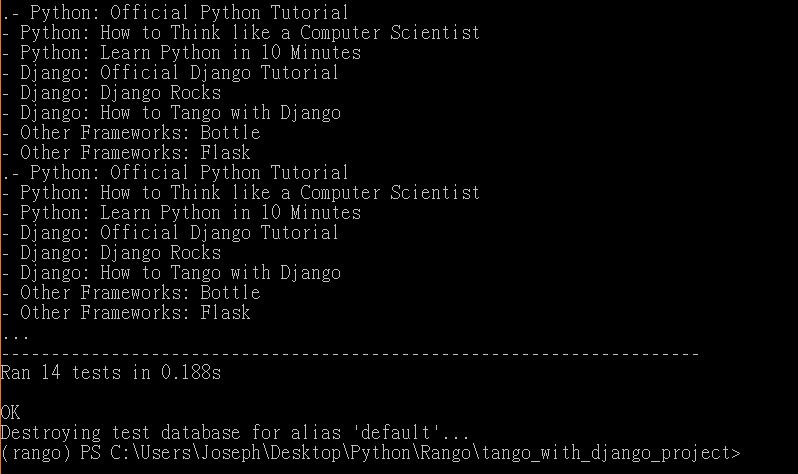 .- Python: Official Python Tutorial
- Python: How to Think like a Computer Scientist
- Python: Learn Python in 10 Minutes
- Django: Official Django Tutorial
- Django: Django Rocks
- Django: How to Tango with Django
- Other Frameworks: Bottle
- Other Frameworks: Flask
.- Python: Official Python Tutorial
- Python: How to Think like a Computer Scientist
- Python: Learn Python in 10 Minutes
- Django: Official Django Tutorial
- Django: Django Rocks
- Django: How to Tango with Django
- Other Frameworks: Bottle
- Other Frameworks: Flask
...
----------------------------------------------------------------------
Ran 14 tests in 0.188s
OK
Destroying test database for alias 'default'...
(rango) PS C:\Users\Joseph\Desktop\Python\Rango\tango_with_django_project>